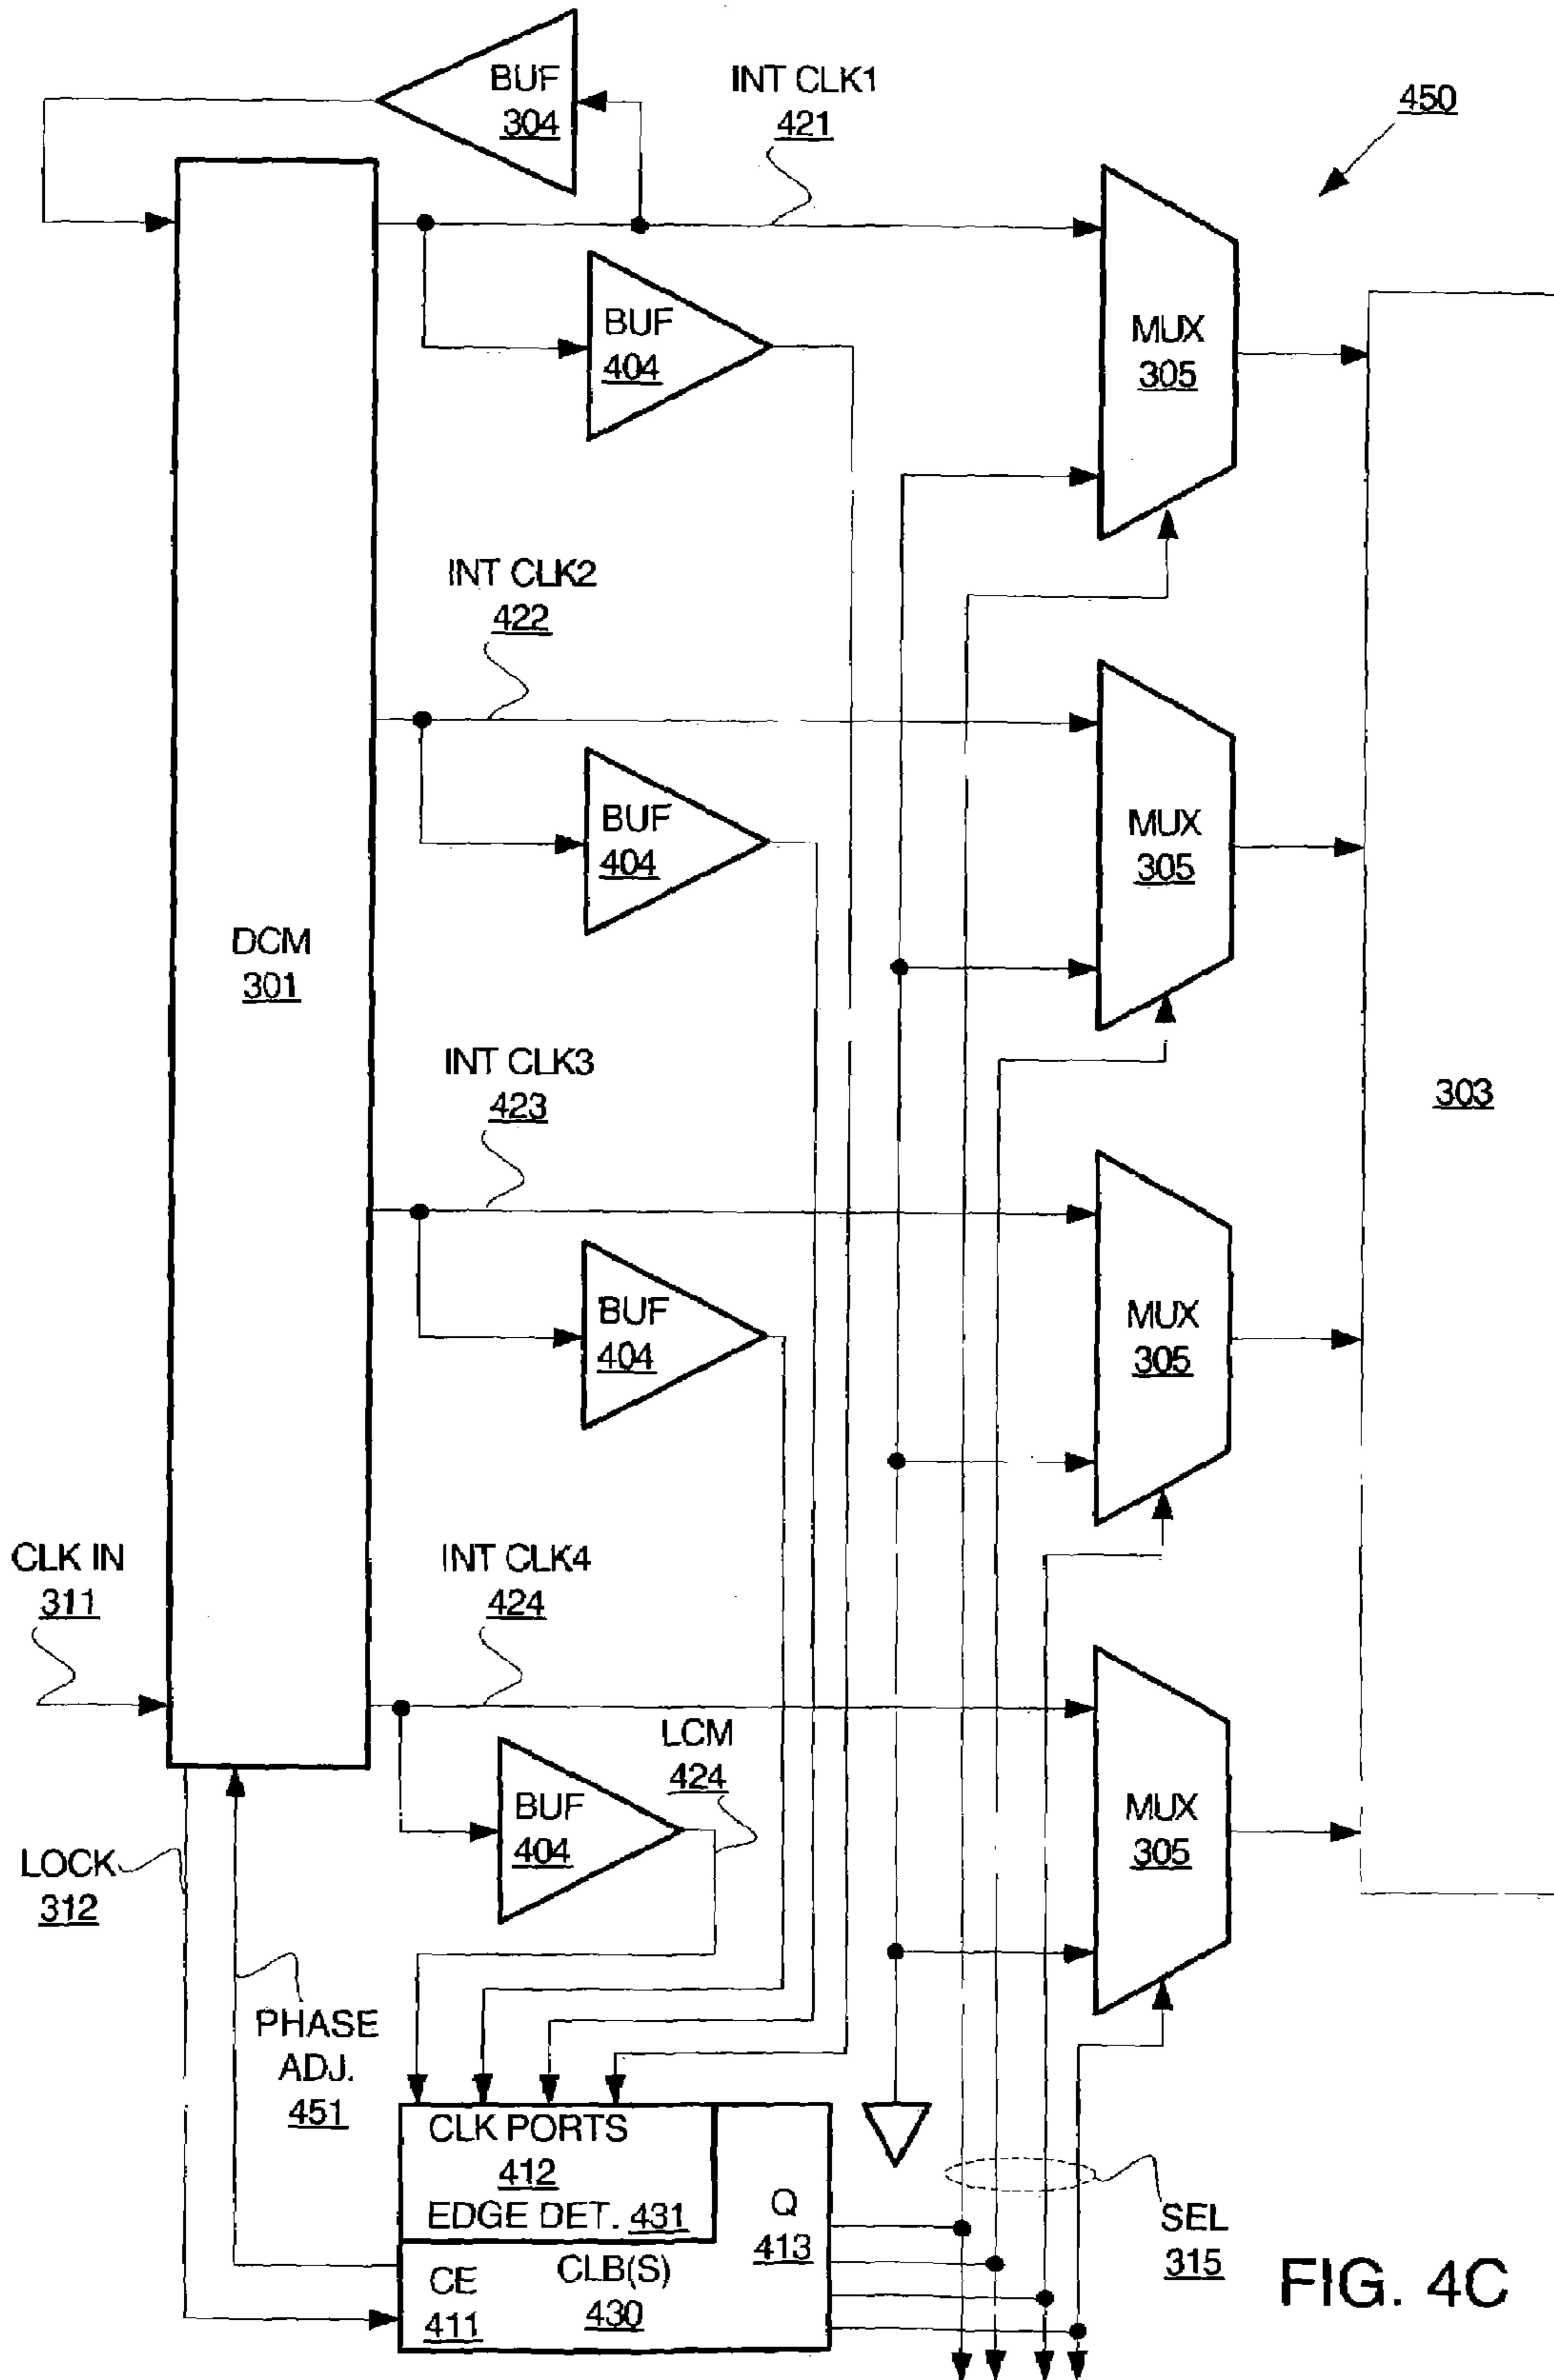 BUF
304
INT CLK1
421
450
BUF
404
MUX
305
INT CLK2
422
BUF
404
MUX
305
DCM
301
INT CLK3
423
303
BUF
404
MUX
305
CLK IN
311
INT CLK4
424
LCM
424
BUF
404
MUX
305
LOCK
312
PHASE
ADJ.
451
CLK PORTS
412
EDGE DET. 431
Q
413
CE
411
CLB(S)
430
SEL
315
FIG. 4C